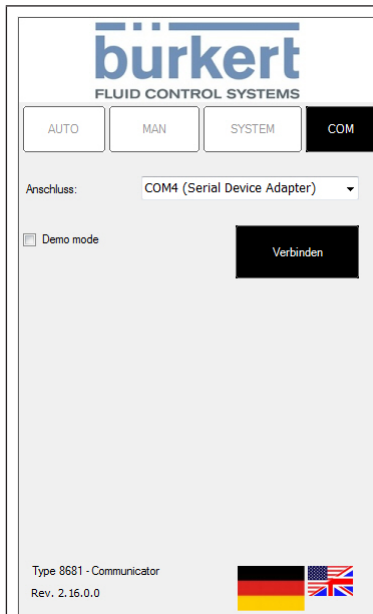 bürkert
FLUID CONTROL SYSTEMS
AUTO MAN SYSTEM COM
Anschluss: COM4 (Serial Device Adapter)
Demo mode
Verbinden
Type 8681 - Communicator
Rev. 2.16.0.0